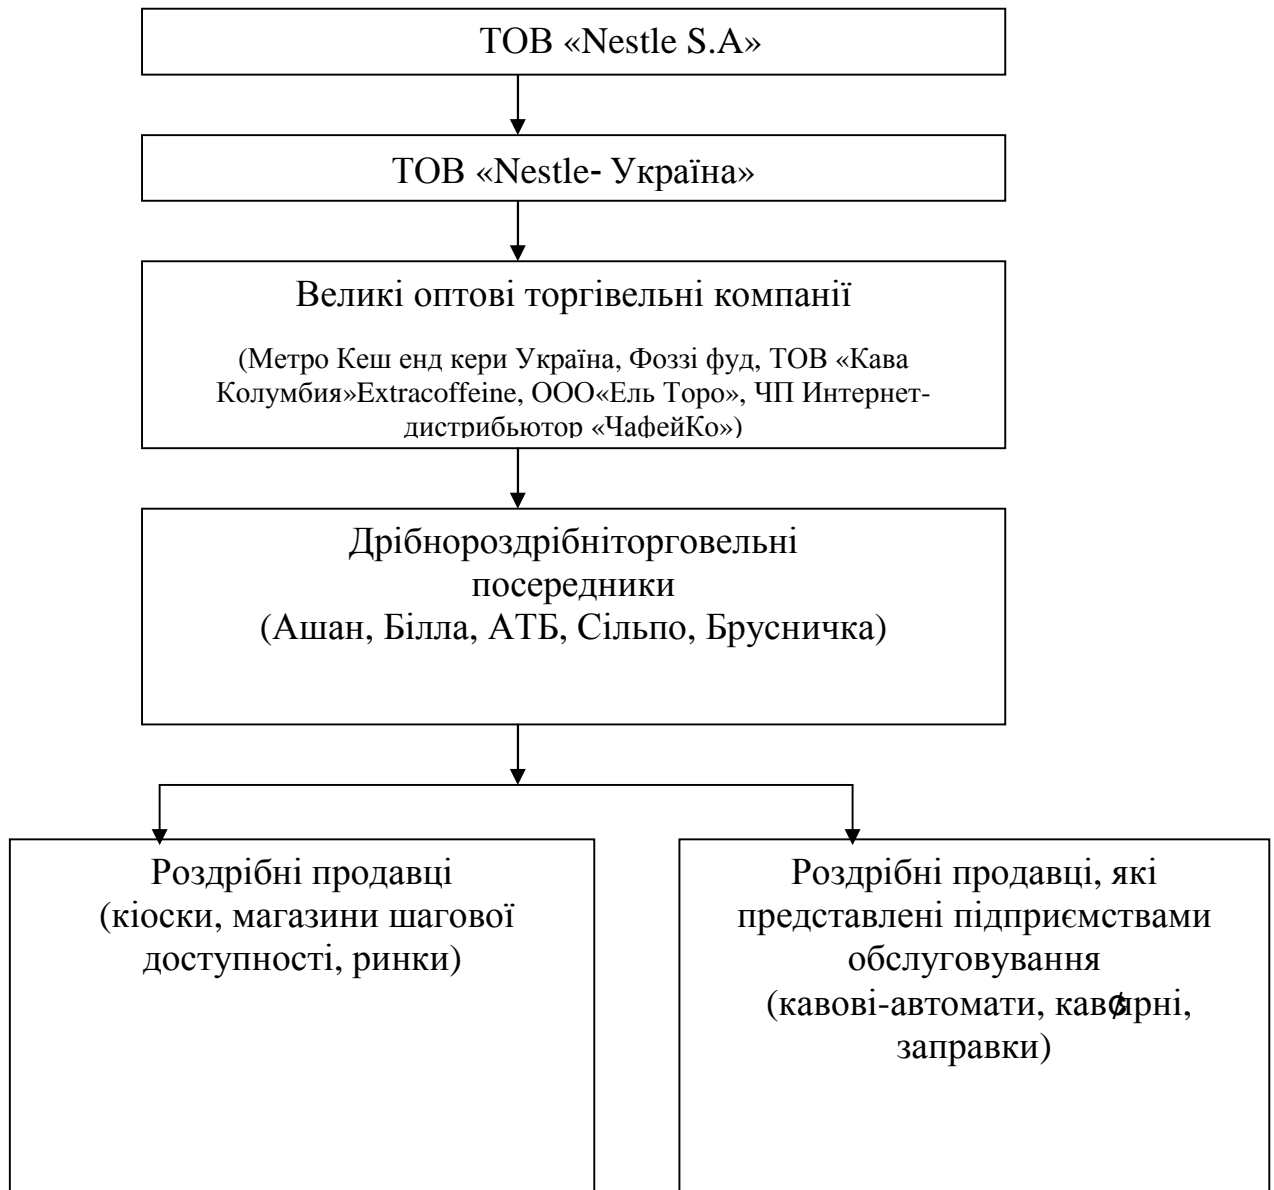 ТОВ «Nestle S.A»
ТОВ «Nestle- Україна»
Великі оптові торгівельні компанії
(Метро Кеш енд кери Україна, Фоззі фуд, ТОВ «Кава
Колумбия»Extracoffeine, ООО«Ель Торо», ЧП Интернет-
дистрибьютор «ЧафейКо»)
Дрібнороздрібніторговельні
посередники
(Ашан, Білла, АТБ, Сільпо, Брусничка)
Роздрібні продавці
(кіоски, магазини шагової
доступності, ринки)
Роздрібні продавці, які
представлені підприємствами
обслуговування
(кавові-автомати,
заправки)